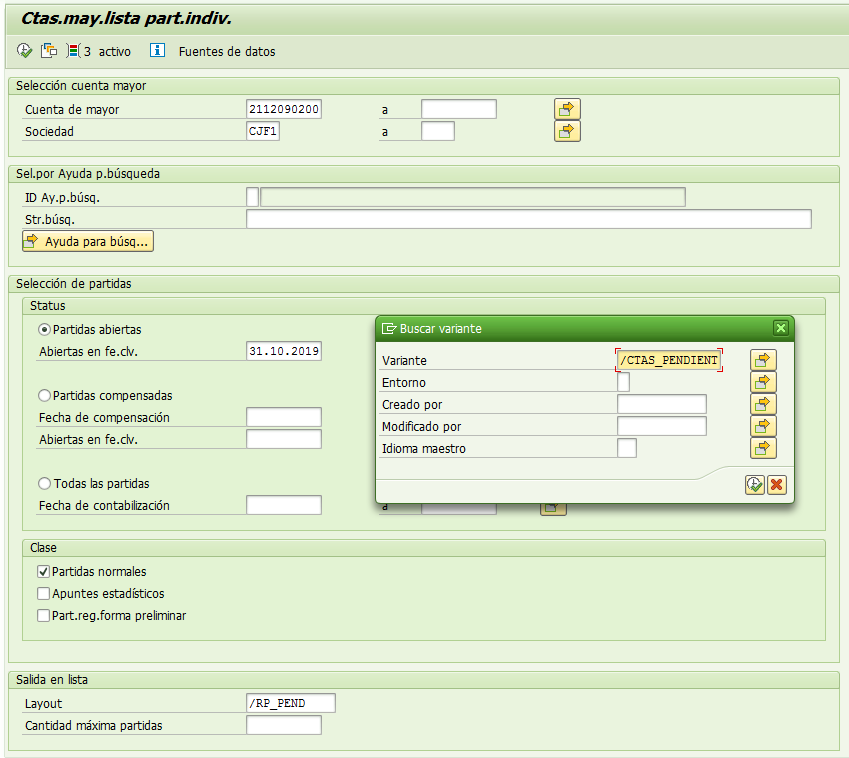 Ctas.may.lista part.indiv.
3 activo Fuentes de datos
Selección cuenta mayor
Cuenta de mayor 2112090200 a
Sociedad CJF1 a
Sel.por Ayuda p.búsqueda
ID Ay.p.búsq.
Str.búsq.
Ayuda para búsq...
Selección de partidas
Status
Partidas abiertas
Abiertas en fe.clv. 31.10.2019
Partidas compensadas
Fecha de compensación
Abiertas en fe.clv.
Todas las partidas
Fecha de contabilización a
Buscar variante
Variante /CTAS_PENDIENT
Entorno
Creado por
Modificado por
Idioma maestro
Clase
Partidas normales
Apuntes estadísticos
Part.reg.forma preliminar
Salida en lista
Layout /RP_PEND
Cantidad máxima partidas